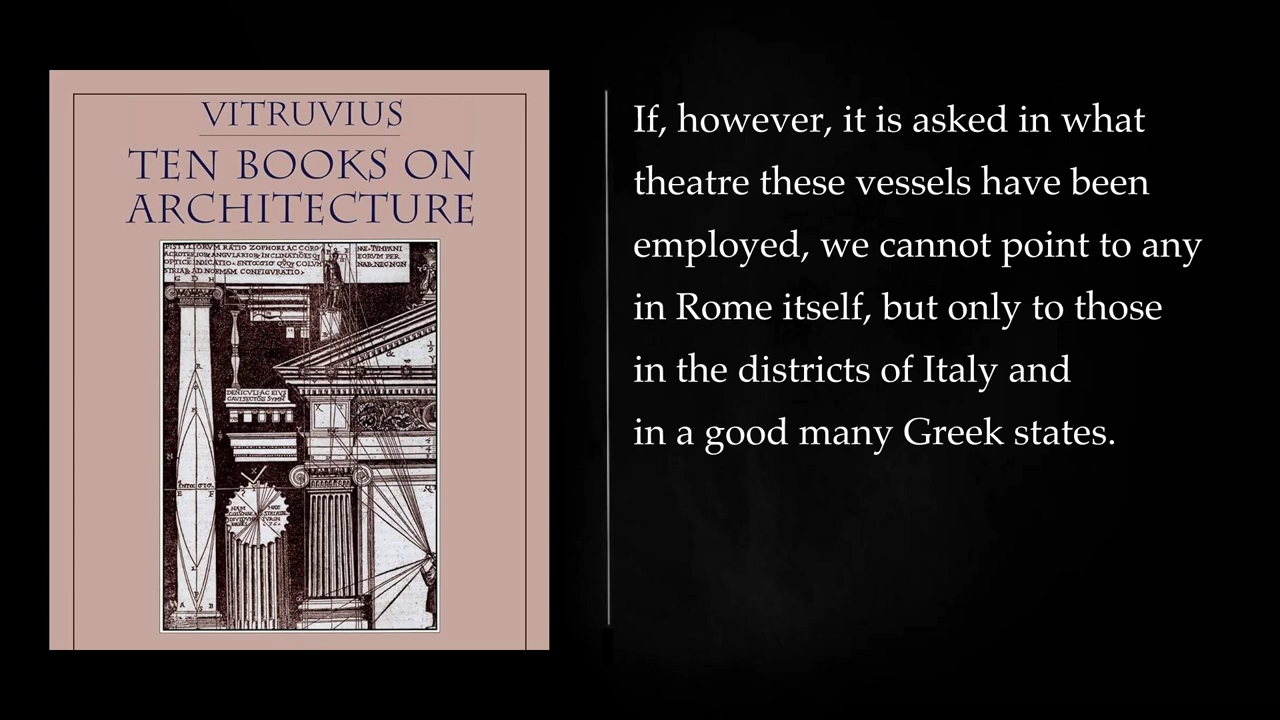 VITRUVIUS
TEN BOOKS ON
ARCHITECTURE
If, however, it is asked in what
theatre these vessels have been
employed, we cannot point to any
in Rome itself, but only to those
in the districts of Italy and
in a good many Greek states.